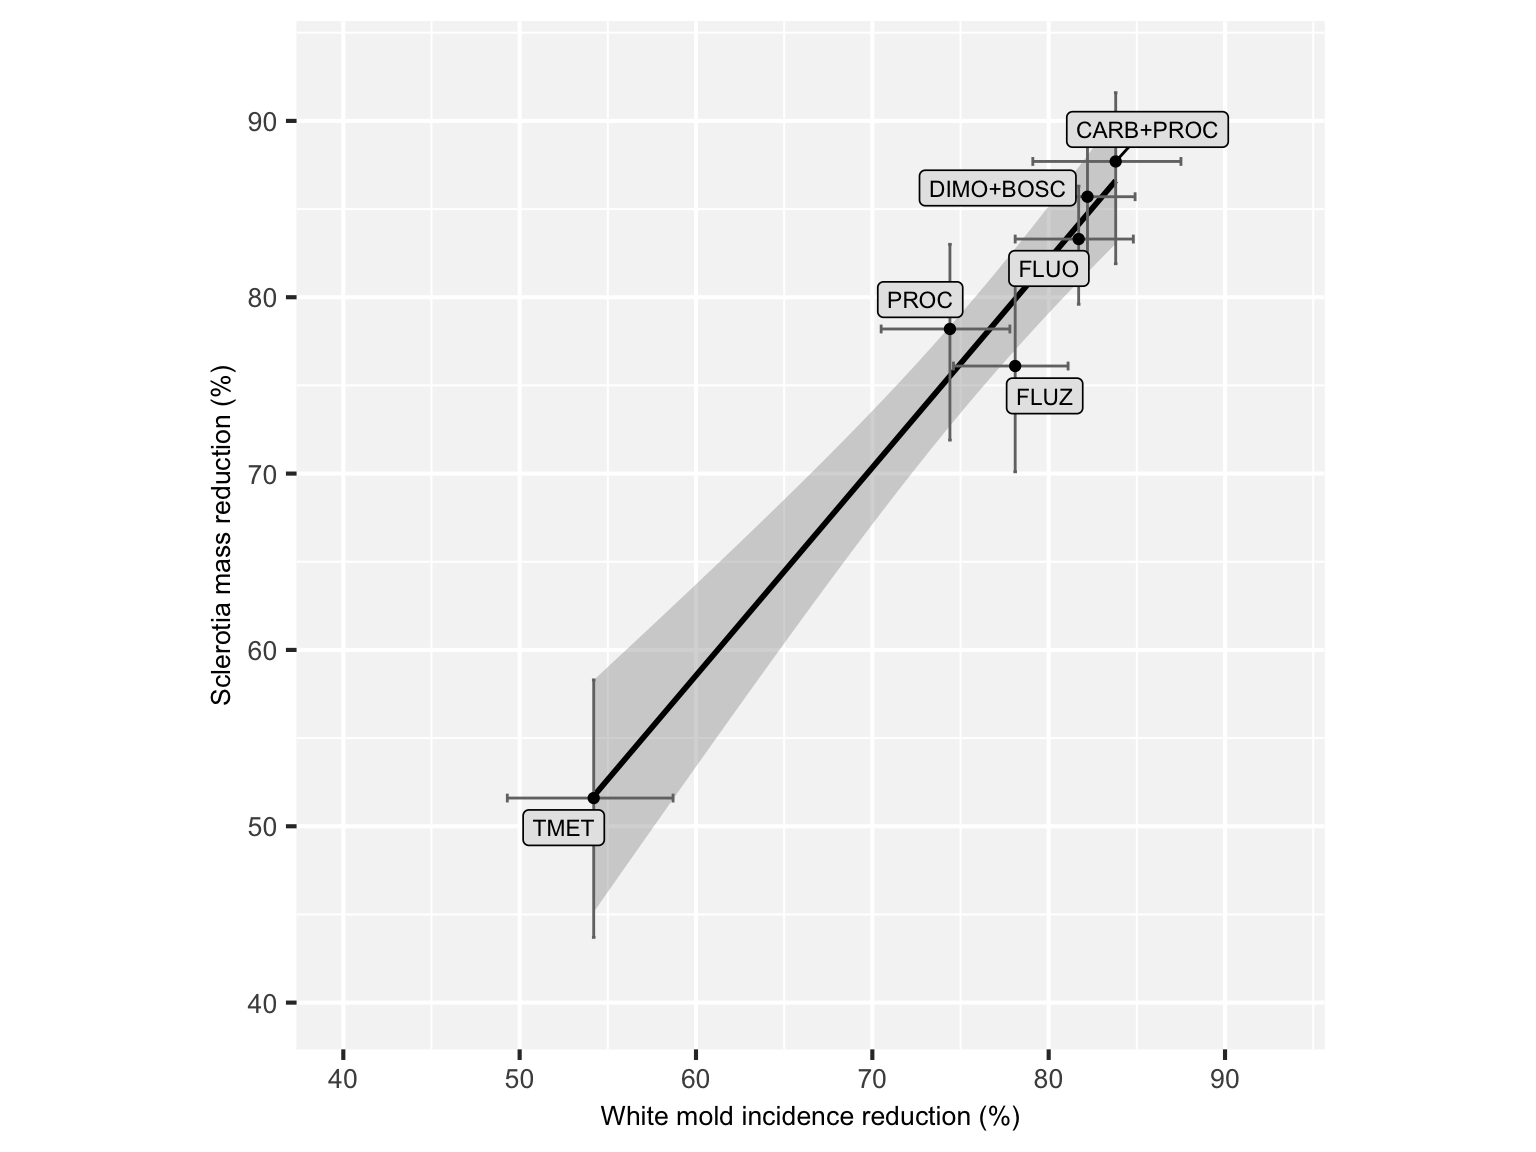 90
80
70
60
50
40
Sclerotia mass reduction (%)
CARB+PROC
DIMO+BOSC
FLUO
PROC
FLUZ
TMET
40 50 60 70 80 90
White mold incidence reduction (%)